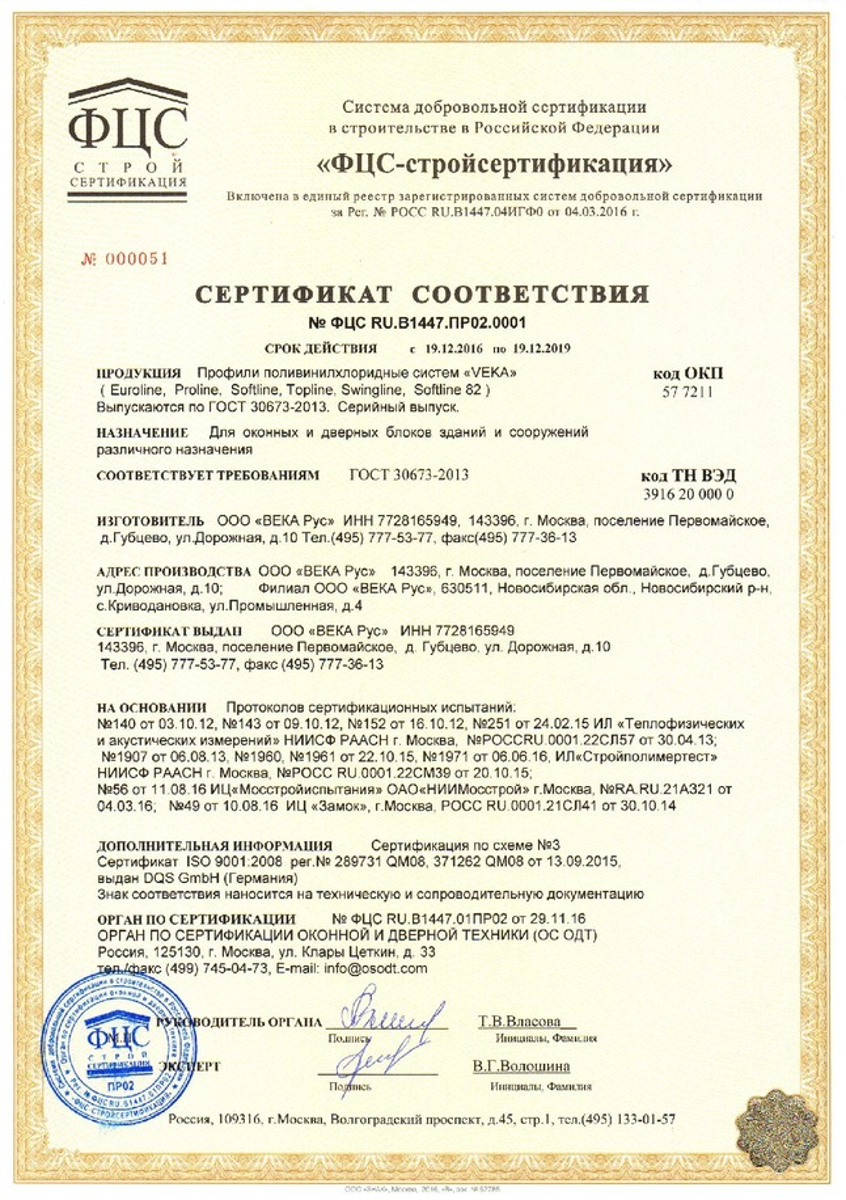 ФЦС
СТРОЙ
СЕРТИФИКАЦИЯ
Система добровольной сертификации
в строительстве в Российской Федерации
«ФЦС-стройсертификация»
Включена в единый реестр зарегистрированных систем добровольной сертификации
за Рег. № РОСС RU.В1447.04ИГФ0 от 04.03.2016 г.
№ 000051
СЕРТИФИКАТ СООТВЕТСТВИЯ
№ ФЦС RU.В1447.ПР02.0001
СРОК ДЕЙСТВИЯ с 19.12.2016 по 19.12.2019
ПРОДУКЦИЯ Профили поливинилхлоридные систем «VEKA» код ОКП
( Euroline, Proline, Softline, Topline, Swingline, Softline 82 ) 57 7211
Выпускаются по ГОСТ 30673-2013. Серийный выпуск.
НАЗНАЧЕНИЕ Для оконных и дверных блоков зданий и сооружений
различного назначения
СООТВЕТСТВУЕТ ТРЕБОВАНИЯМ ГОСТ 30673-2013 код ТН ВЭД
3916 20 000 0
ИЗГОТОВИТЕЛЬ ООО «ВЕКА Рус» ИНН 7728165949, 143396, г. Москва, поселение Первомайское,
д.Губцево, ул.Дорожная, д.10 Тел.(495) 777-53-77, факс(495) 777-36-13
АДРЕС ПРОИЗВОДСТВА ООО «ВЕКА Рус» 143396, г. Москва, поселение Первомайское, д.Губцево,
ул.Дорожная, д.10; Филиал ООО «ВЕКА Рус», 630511, Новосибирская обл., Новосибирский р-н,
с.Криводановка, ул.Промышленная, д.4
СЕРТИФИКАТ ВЫДАН ООО «ВЕКА Рус» ИНН 7728165949
143396, г. Москва, поселение Первомайское, д. Губцево, ул. Дорожная, д.10
Тел. (495) 777-53-77, факс (495) 777-36-13
НА ОСНОВАНИИ Протоколов сертификационных испытаний:
№140 от 03.10.12, №143 от 09.10.12, №152 от 16.10.12, №251 от 24.02.15 ИЛ «Теплофизических
и акустических измерений» НИИСФ РААСН г. Москва, №РОССRU.0001.22СЛ57 от 30.04.13;
№1907 от 06.08.13, №1960, №1961 от 22.10.15, №1971 от 06.06.16, ИЛ«Стройполимертест»
НИИСФ РААСН г. Москва, №РОСС RU.0001.22СМ39 от 20.10.15;
№56 от 11.08.16 ИЦ«Мосстройиспытания» ОАО«НИИМосстрой» г.Москва, №RA.RU.21АЗ21 от
04.03.16; №49 от 10.08.16 ИЦ «Замок», г.Москва, РОСС RU.0001.21СЛ41 от 30.10.14
ДОПОЛНИТЕЛЬНАЯ ИНФОРМАЦИЯ Сертификация по схеме №3
Сертификат ISO 9001:2008 рег.№ 289731 QM08, 371262 QM08 от 13.09.2015,
выдан DQS GmbH (Германия)
Знак соответствия наносится на техническую и сопроводительную документацию
ОРГАН ПО СЕРТИФИКАЦИИ № ФЦС RU.В1447.01ПР02 от 29.11.16
ОРГАН ПО СЕРТИФИКАЦИИ ОКОННОЙ И ДВЕРНОЙ ТЕХНИКИ (ОС ОДТ)
Россия, 125130, г. Москва, ул. Клары Цеткин, д. 33
тел./факс (499) 745-04-73, E-mail: info@osodt.com
РУКОВОДИТЕЛЬ ОРГАНА Т.В.Власова
Подпись Инициалы, Фамилия
ЭКСПЕРТ В.Г.Волошина
Подпись Инициалы, Фамилия
ФЦС
СТРОЙ
СЕРТИФИКАЦИЯ
ПР02
Россия, 109316, г.Москва, Волгоградский проспект, д.45, стр.1, тел.(495) 133-01-57